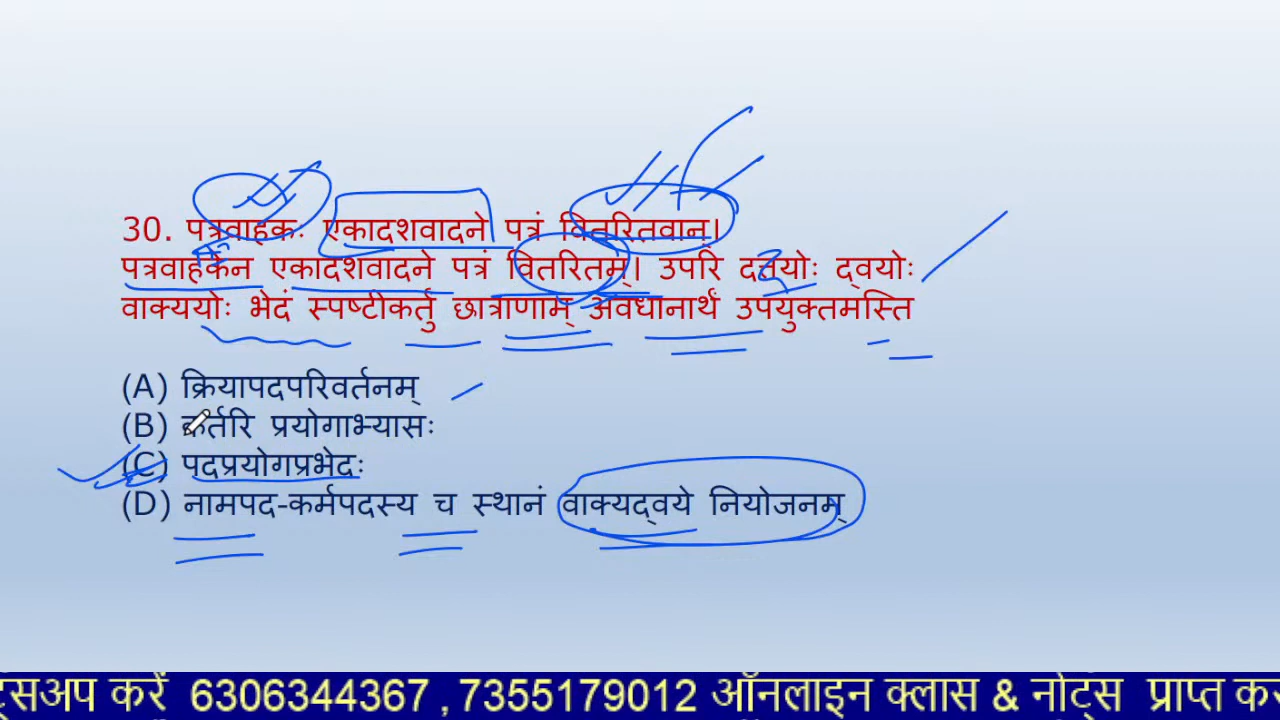 30. पत्रवाहकः एकादशवादने पत्रं वितरितवान्।
पत्रवाहकेन एकादशवादने पत्रं वितरितम्। उपरि दत्तयोः द्वयोः
वाक्ययोः भेदं स्पष्टीकर्तु छात्राणाम् अवधानार्थं उपयुक्तमस्ति
(A) क्रियापदपरिवर्तनम्
(B) कर्तरि प्रयोगाभ्यासः
(C) पदप्रयोगप्रभेदः
(D) नामपद-कर्मपदस्य च स्थानं वाक्यद्वये नियोजनम्
करें 6306344367 ,7355179012 ऑनलाइन क्लास & नोट्स प्राप्त